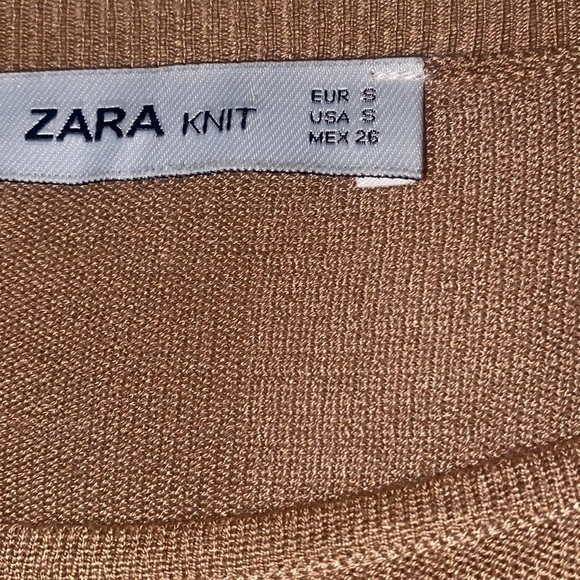 ZARA KNIT
EUR S
USA S
MEX 26